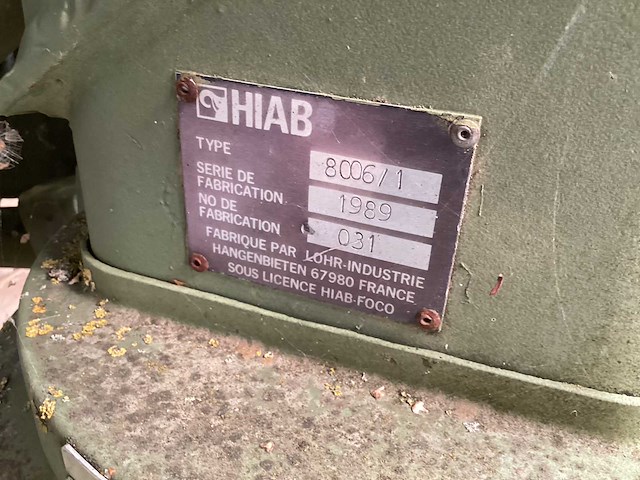 HIAB
TYPE 8006/1
SERIE DE
FABRICATION 1989
NO DE
FABRICATION 031
FABRIQUE PAR LOHR-INDUSTRIE
HANGENBIETEN 67980 FRANCE
SOUS LICENCE HIAB-FOCO